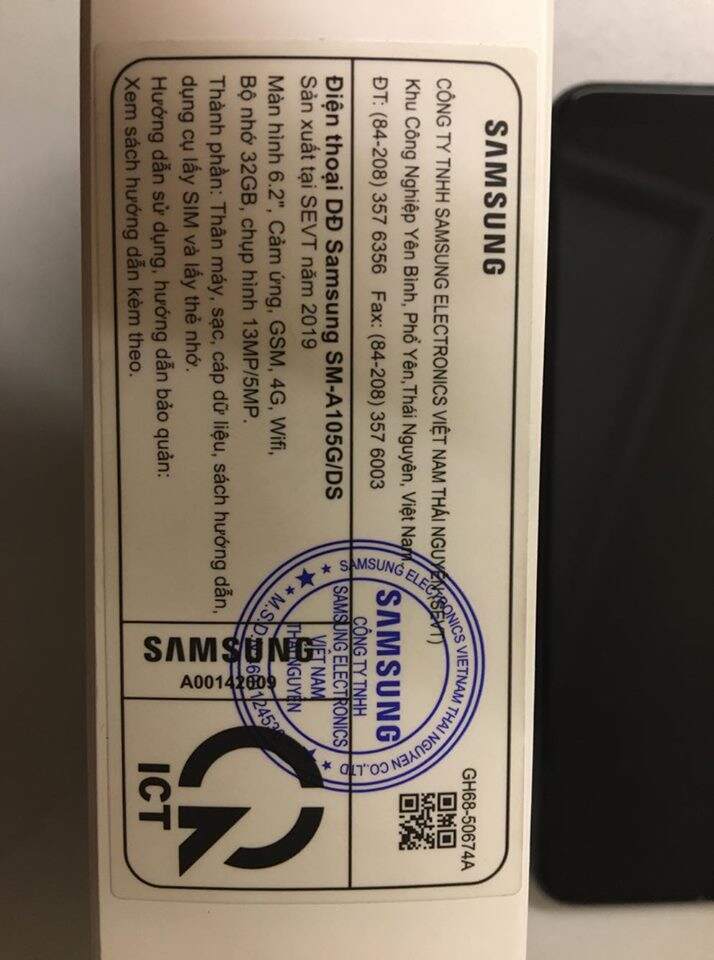 SAMSUNG
CÔNG TY TNHH SAMSUNG ELECTRONICS VIỆT NAM THÁI NGUYÊN (SEVT)
Khu Công Nghiệp Yên Bình, Phổ Yên,Thái Nguyên, Việt Nam
ĐT: (84-208) 357 6356 Fax: (84-208) 357 6003
GH68-50674A
Điện thoại DĐ Samsung SM-A105G/DS
Sản xuất tại SEVT năm 2019
Màn hình 6.2", Cảm ứng, GSM, 4G, Wifi,
Bộ nhớ 32GB, chụp hình 13MP/5MP.
Thành phần: Thân máy, sạc, cáp dữ liệu, sách hướng dẫn,
dụng cụ lấy SIM và lấy thẻ nhớ.
Hướng dẫn sử dụng, hướng dẫn bảo quản:
Xem sách hướng dẫn kèm theo.
SAMSUNG ELECTRONICS VIETNAM THAI NGUYEN CO.,LTD
SAMSUNG
CÔNG TY TNHH
SAMSUNG ELECTRONICS
VIỆT NAM
THÁI NGUYÊN
SAMSUNG
A00142609
ICT